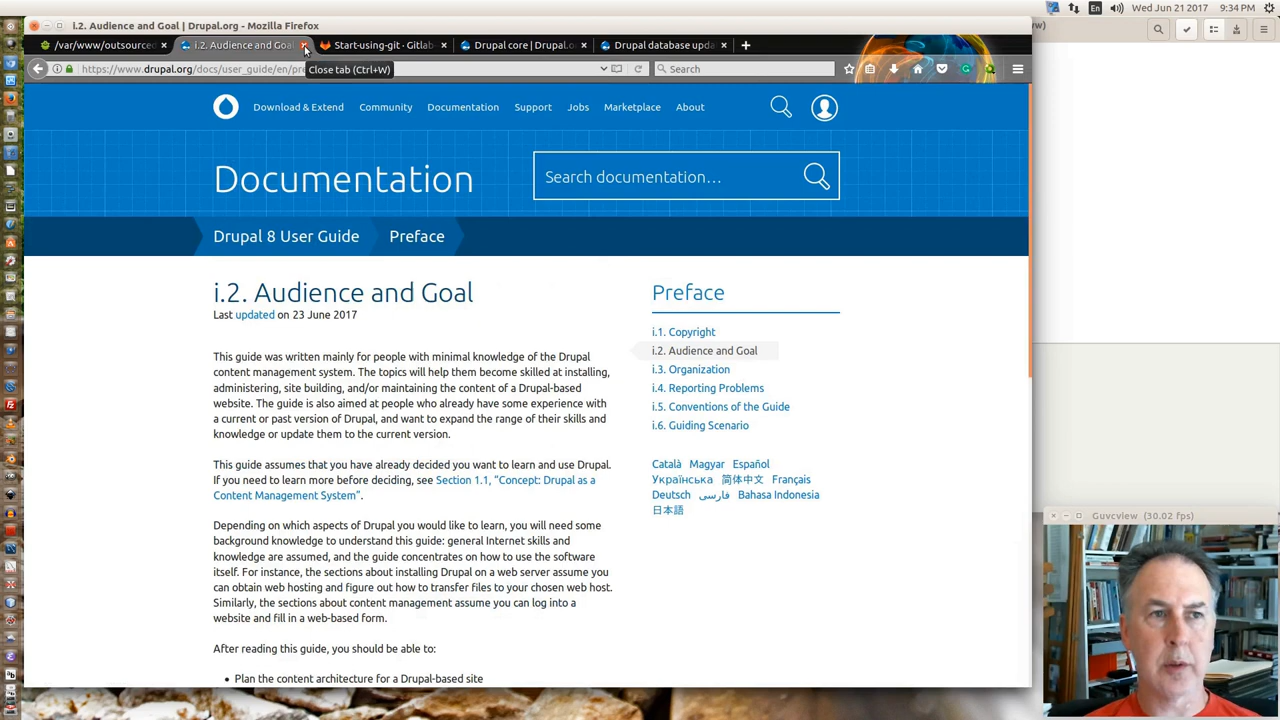 i.2. Audience and Goal | Drupal.org - Mozilla Firefox
En
Wed Jun 21 2017
9:34 PM
/var/www/outsourced
i.2. Audience and Goal
Start-using-git · Gitlab
Drupal core | Drupal.o
Drupal database upda
https://www.drupal.org/docs/user_guide/en/pre
Close tab (Ctrl+W)
Search
Download & Extend
Community
Documentation
Support
Jobs
Marketplace
About
Documentation
Search documentation…
Drupal 8 User Guide
Preface
i.2. Audience and Goal
Last updated on 23 June 2017
This guide was written mainly for people with minimal knowledge of the Drupal
content management system. The topics will help them become skilled at installing,
administering, site building, and/or maintaining the content of a Drupal-based
website. The guide is also aimed at people who already have some experience with
a current or past version of Drupal, and want to expand the range of their skills and
knowledge or update them to the current version.
This guide assumes that you have already decided you want to learn and use Drupal.
If you need to learn more before deciding, see Section 1.1, “Concept: Drupal as a
Content Management System”.
Depending on which aspects of Drupal you would like to learn, you will need some
background knowledge to understand this guide: general Internet skills and
knowledge are assumed, and the guide concentrates on how to use the software
itself. For instance, the sections about installing Drupal on a web server assume you
can obtain web hosting and figure out how to transfer files to your chosen web host.
Similarly, the sections about content management assume you can log into a
website and fill in a web-based form.
After reading this guide, you should be able to:
• Plan the content architecture for a Drupal-based site
Preface
i.1. Copyright
i.2. Audience and Goal
i.3. Organization
i.4. Reporting Problems
i.5. Conventions of the Guide
i.6. Guiding Scenario
Català Magyar Español
Українська 简体中文 Français
Deutsch فارسی Bahasa Indonesia
日本語
Guvcview (30.02 fps)